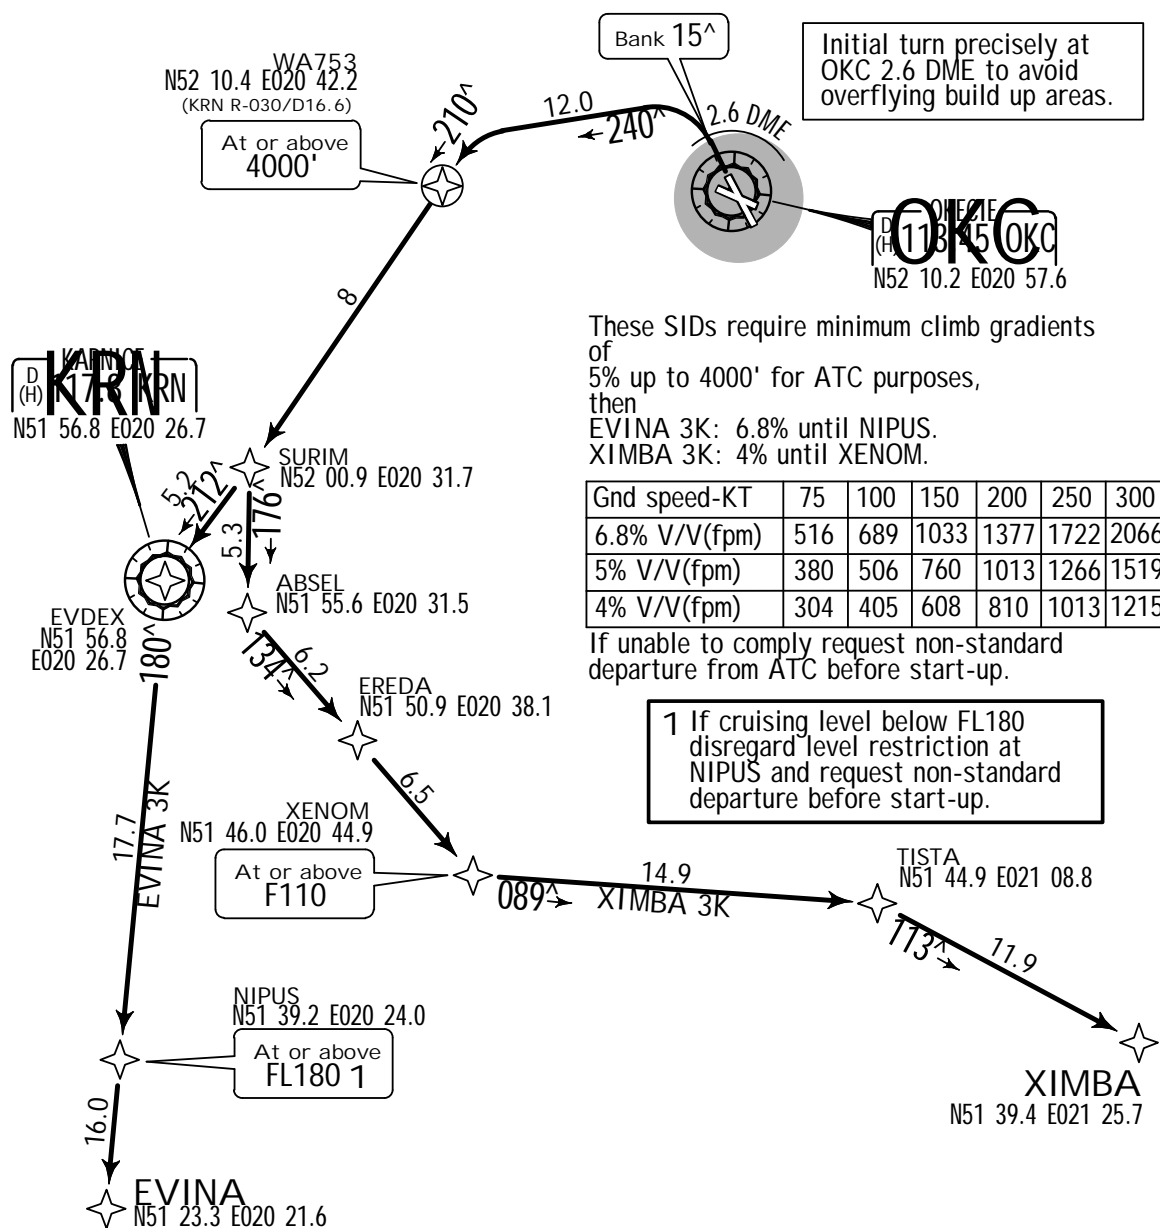 Bank 15^
Initial turn precisely at
OKC 2.6 DME to avoid
overflying build up areas.
WA753
N52 10.4 E020 42.2
(KRN R-030/D16.6)
At or above
4000'
210^
12.0
240^
2.6 DME
OKECIE
D
(H)
113.45 OKC
OKC
N52 10.2 E020 57.6
8
These SIDs require minimum climb gradients
of
5% up to 4000' for ATC purposes,
then
EVINA 3K: 6.8% until NIPUS.
XIMBA 3K: 4% until XENOM.
KARNICE
D
(H)
117.8 KRN
KRN
N51 56.8 E020 26.7
SURIM
N52 00.9 E020 31.7
5.2
212^
5.3
176^
Gnd speed-KT 75 100 150 200 250 300
6.8% V/V(fpm) 516 689 1033 1377 1722 2066
5% V/V(fpm) 380 506 760 1013 1266 1519
4% V/V(fpm) 304 405 608 810 1013 1215
If unable to comply request non-standard
departure from ATC before start-up.
ABSEL
N51 55.6 E020 31.5
EVDEX
N51 56.8
E020 26.7
180^
134^
6.2
EREDA
N51 50.9 E020 38.1
1 If cruising level below FL180
disregard level restriction at
NIPUS and request non-standard
departure before start-up.
6.5
17.7
EVINA 3K
XENOM
N51 46.0 E020 44.9
At or above
F110
089^
14.9
XIMBA 3K
TISTA
N51 44.9 E021 08.8
113^
11.9
NIPUS
N51 39.2 E020 24.0
At or above
FL180 1
XIMBA
N51 39.4 E021 25.7
16.0
EVINA
N51 23.3 E020 21.6